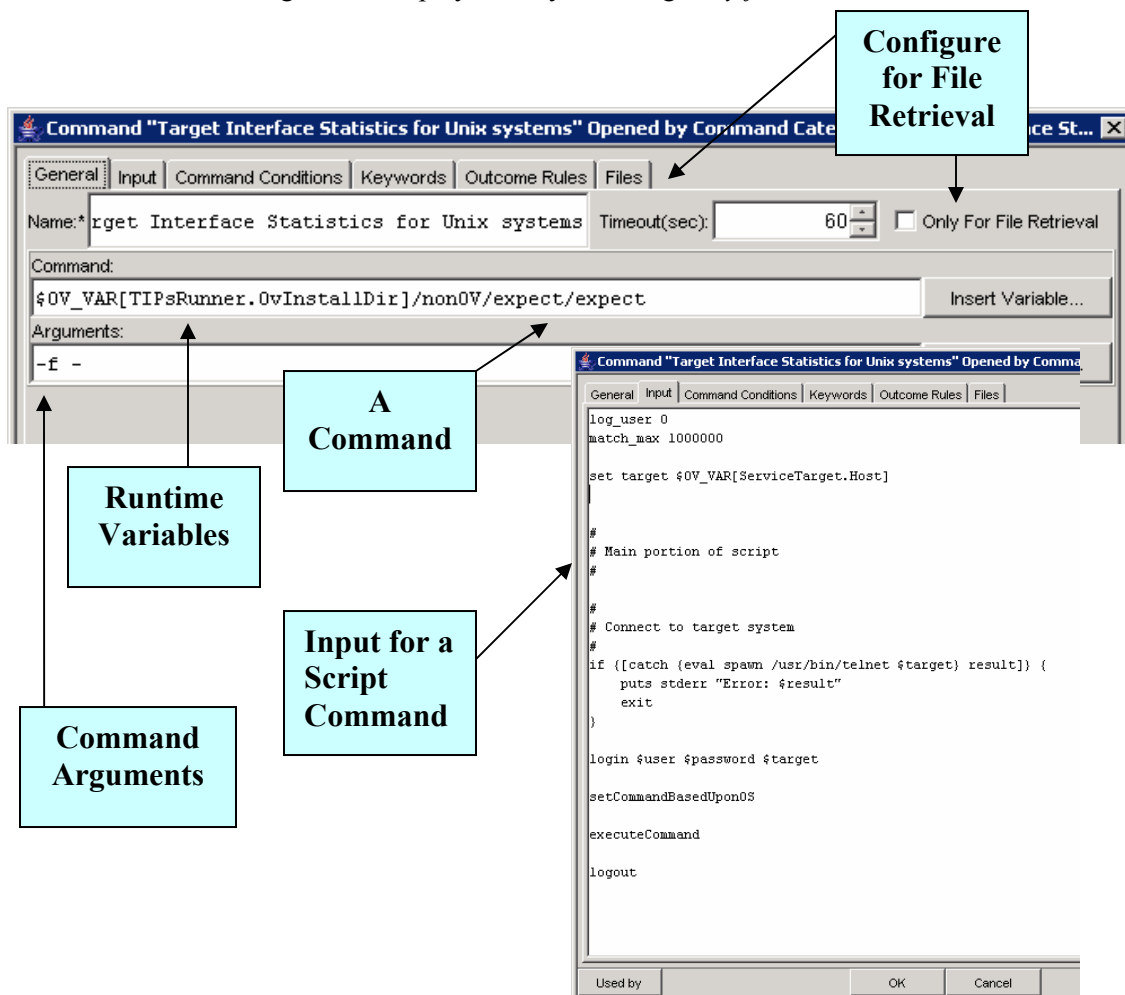 Configure
for File
Retrieval
Command "Target Interface Statistics for Unix systems" Opened by Command Cate ce St...
General Input Command Conditions Keywords Outcome Rules Files
Name:* rget Interface Statistics for Unix systems Timeout(sec): 60 Only For File Retrieval
Command:
$OV_VAR[TIPsRunner.OvInstallDir]/nonOV/expect/expect Insert Variable...
Arguments:
-f -
A
Command
Runtime
Variables
Input for a
Script
Command
Command
Arguments
Command "Target Interface Statistics for Unix systems" Opened by Comma
General Input Command Conditions Keywords Outcome Rules Files
log_user 0
match_max 1000000
set target $OV_VAR[ServiceTarget.Host]
#
# Main portion of script
#
#
# Connect to target system
#
if {[catch {eval spawn /usr/bin/telnet $target} result]} {
puts stderr "Error: $result"
exit
}
login $user $password $target
setCommandBasedUponOS
executeCommand
logout
Used by OK Cancel